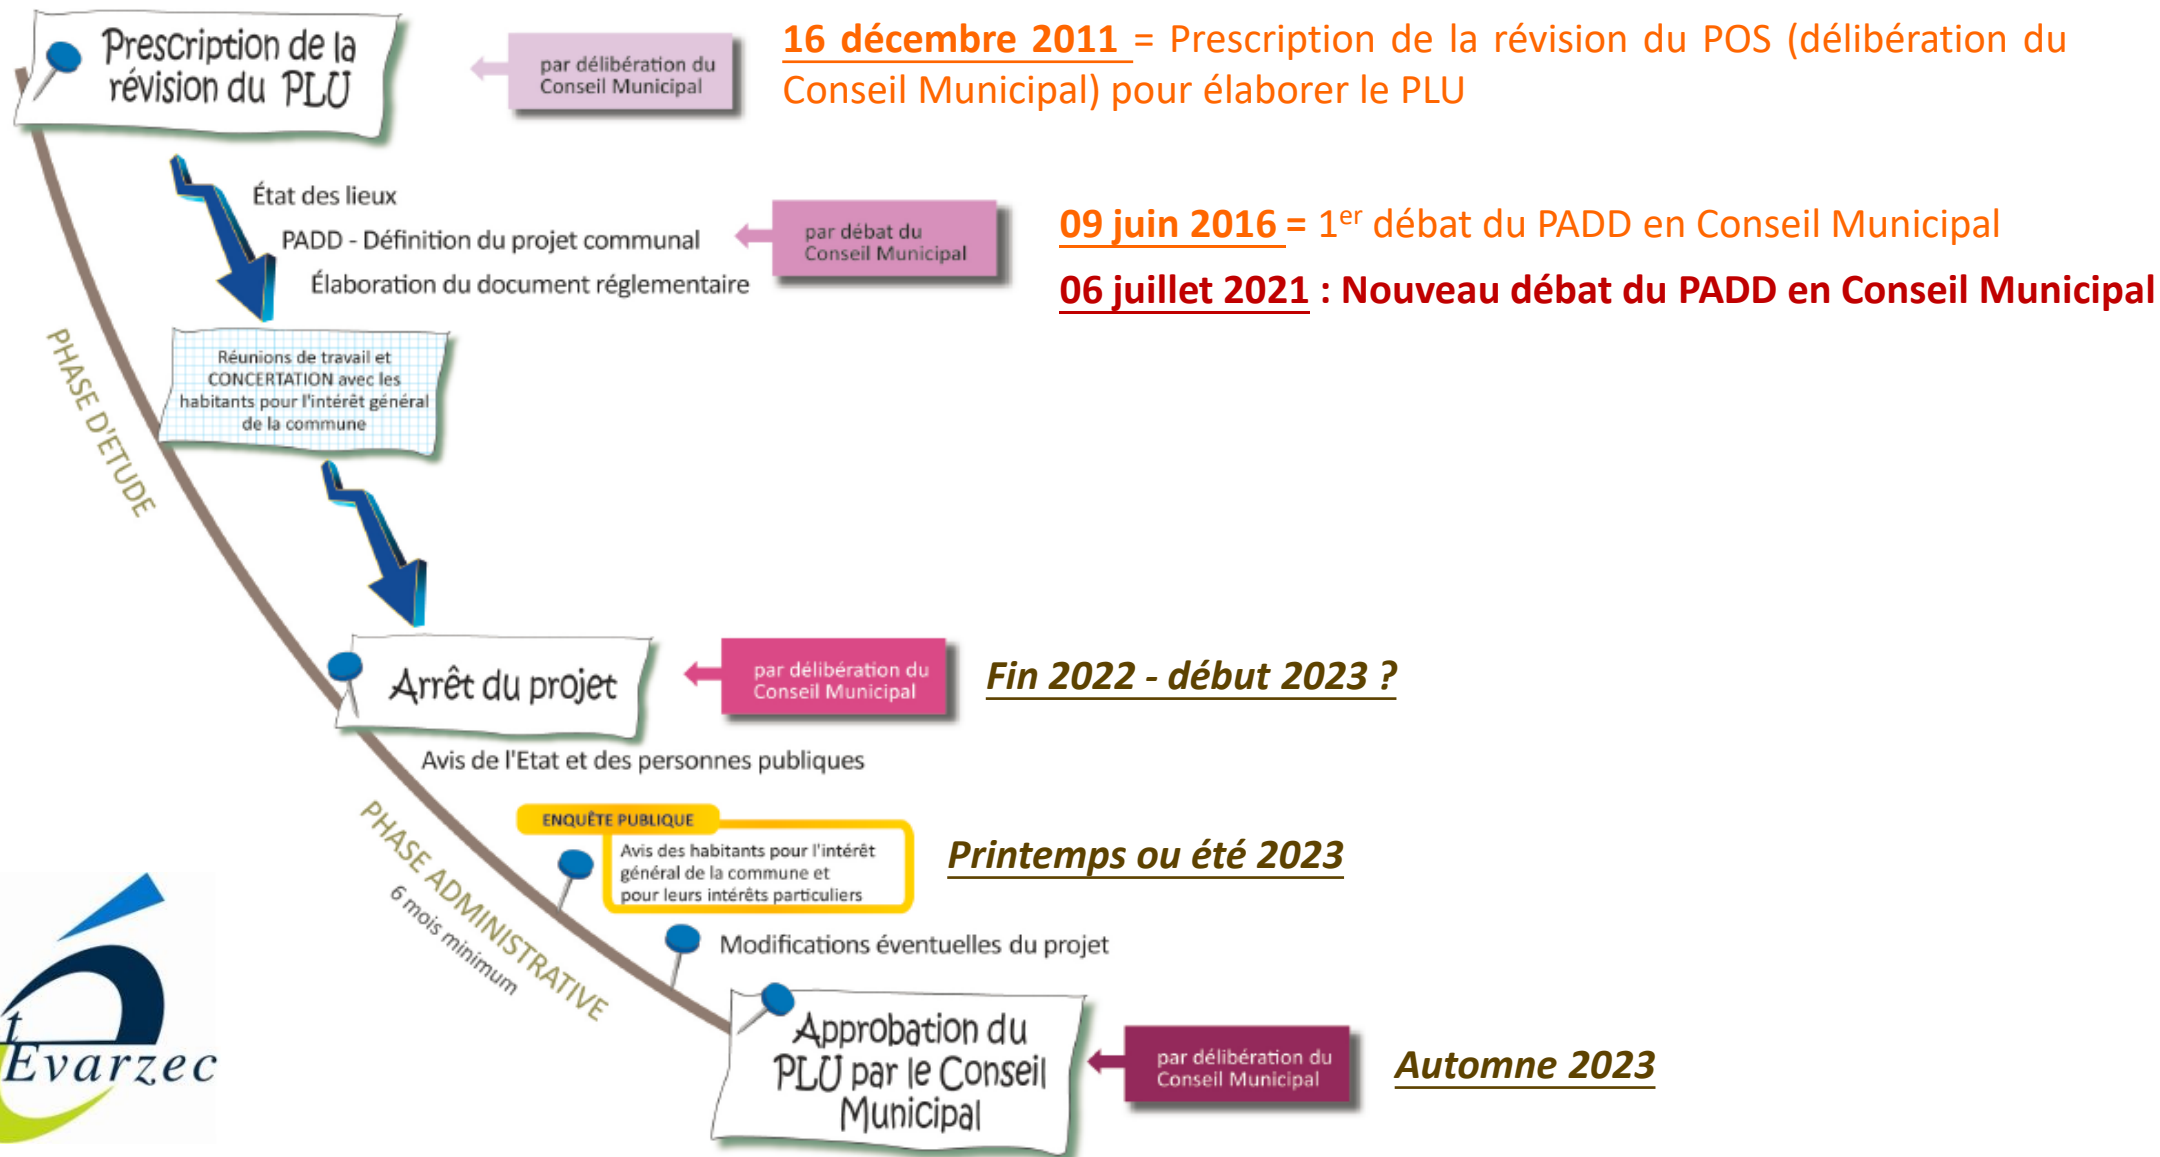 Prescription de la
révision du PLU
par délibération du
Conseil Municipal
16 décembre 2011 = Prescription de la révision du POS (délibération du
Conseil Municipal) pour élaborer le PLU
État des lieux
PADD - Définition du projet communal
Élaboration du document réglementaire
par débat du
Conseil Municipal
09 juin 2016 = 1er débat du PADD en Conseil Municipal
06 juillet 2021 : Nouveau débat du PADD en Conseil Municipal
PHASE D'ETUDE
Réunions de travail et
CONCERTATION avec les
habitants pour l'intérêt général
de la commune
Arrêt du projet
par délibération du
Conseil Municipal
Fin 2022 - début 2023 ?
Avis de l'Etat et des personnes publiques
PHASE ADMINISTRATIVE
6 mois minimum
ENQUÊTE PUBLIQUE
Avis des habitants pour l'intérêt
général de la commune et
pour leurs intérêts particuliers
Printemps ou été 2023
Modifications éventuelles du projet
Approbation du
PLU par le Conseil
Municipal
par délibération du
Conseil Municipal
Automne 2023
t
Evarzec